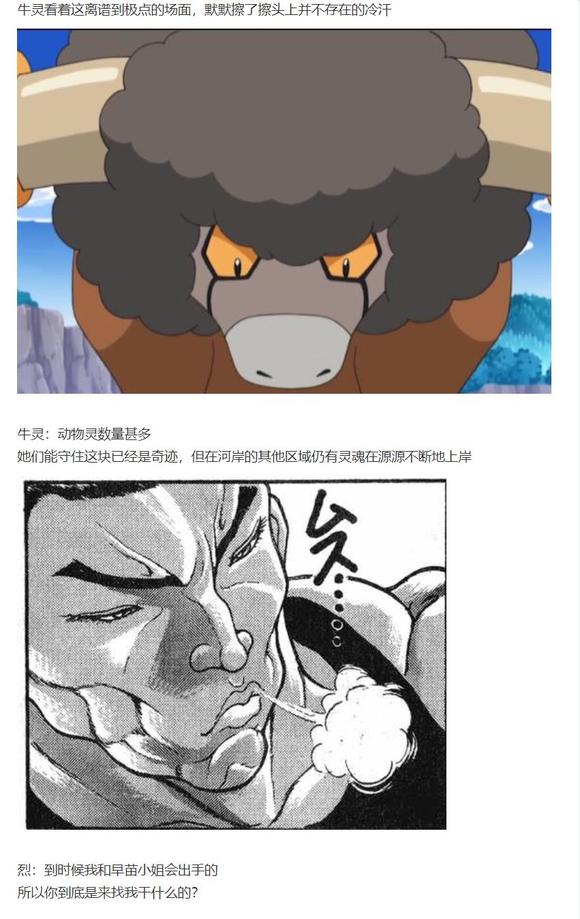 牛灵看着这离谱到极点的场面，默默擦了擦头上并不存在的冷汗
牛灵：动物灵数量甚多
她们能守住这块已经是奇迹，但在河岸的其他区域仍有灵魂在源源不断地上岸
ムス…
烈：到时候我和早苗小姐会出手的
所以你到底是来找我干什么的？